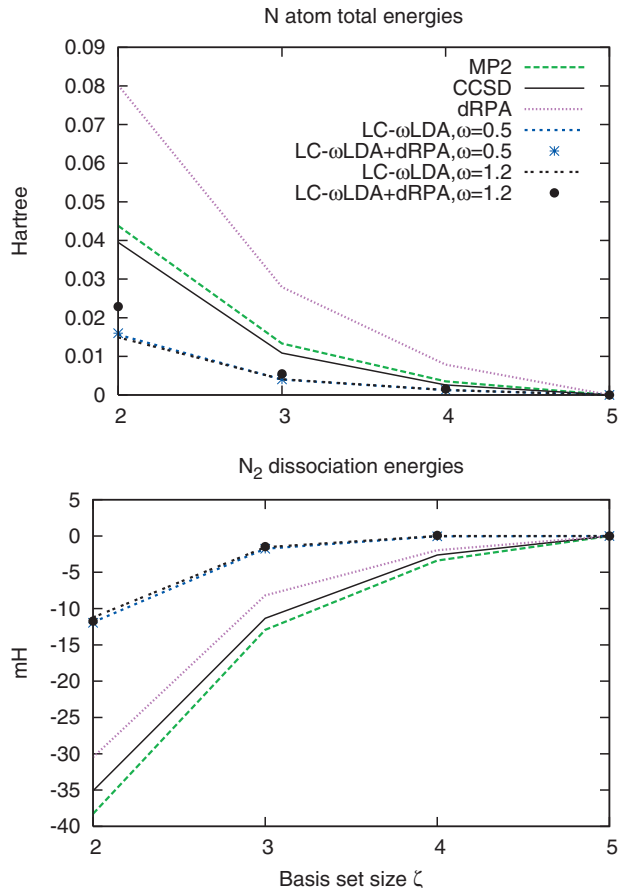 N atom total energies
0.09
0.08
0.07
0.06
0.05
0.04
0.03
0.02
0.01
0
Hartree
MP2
CCSD
dRPA
LC-ωLDA,ω=0.5
LC-ωLDA+dRPA,ω=0.5
LC-ωLDA,ω=1.2
LC-ωLDA+dRPA,ω=1.2
2 3 4 5
N₂ dissociation energies
5
0
-5
-10
-15
-20
-25
-30
-35
-40
mH
2 3 4 5
Basis set size ζ